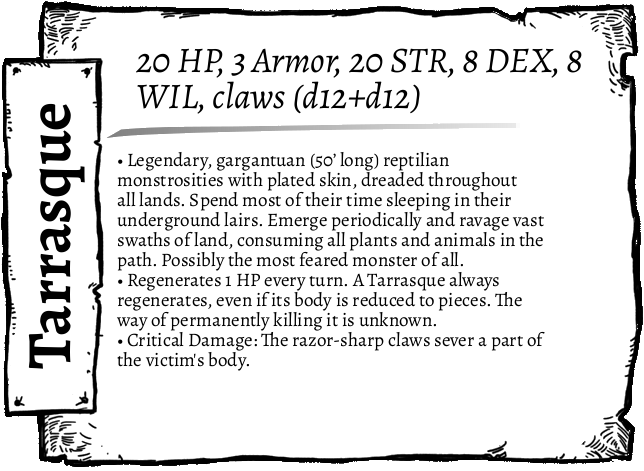 Tarrasque
20 HP, 3 Armor, 20 STR, 8 DEX, 8
WIL, claws (d12+d12)
• Legendary, gargantuan (50’ long) reptilian
monstrosities with plated skin, dreaded throughout
all lands. Spend most of their time sleeping in their
underground lairs. Emerge periodically and ravage vast
swaths of land, consuming all plants and animals in the
path. Possibly the most feared monster of all.
• Regenerates 1 HP every turn. A Tarrasque always
regenerates, even if its body is reduced to pieces. The
way of permanently killing it is unknown.
• Critical Damage: The razor-sharp claws sever a part of
the victim's body.